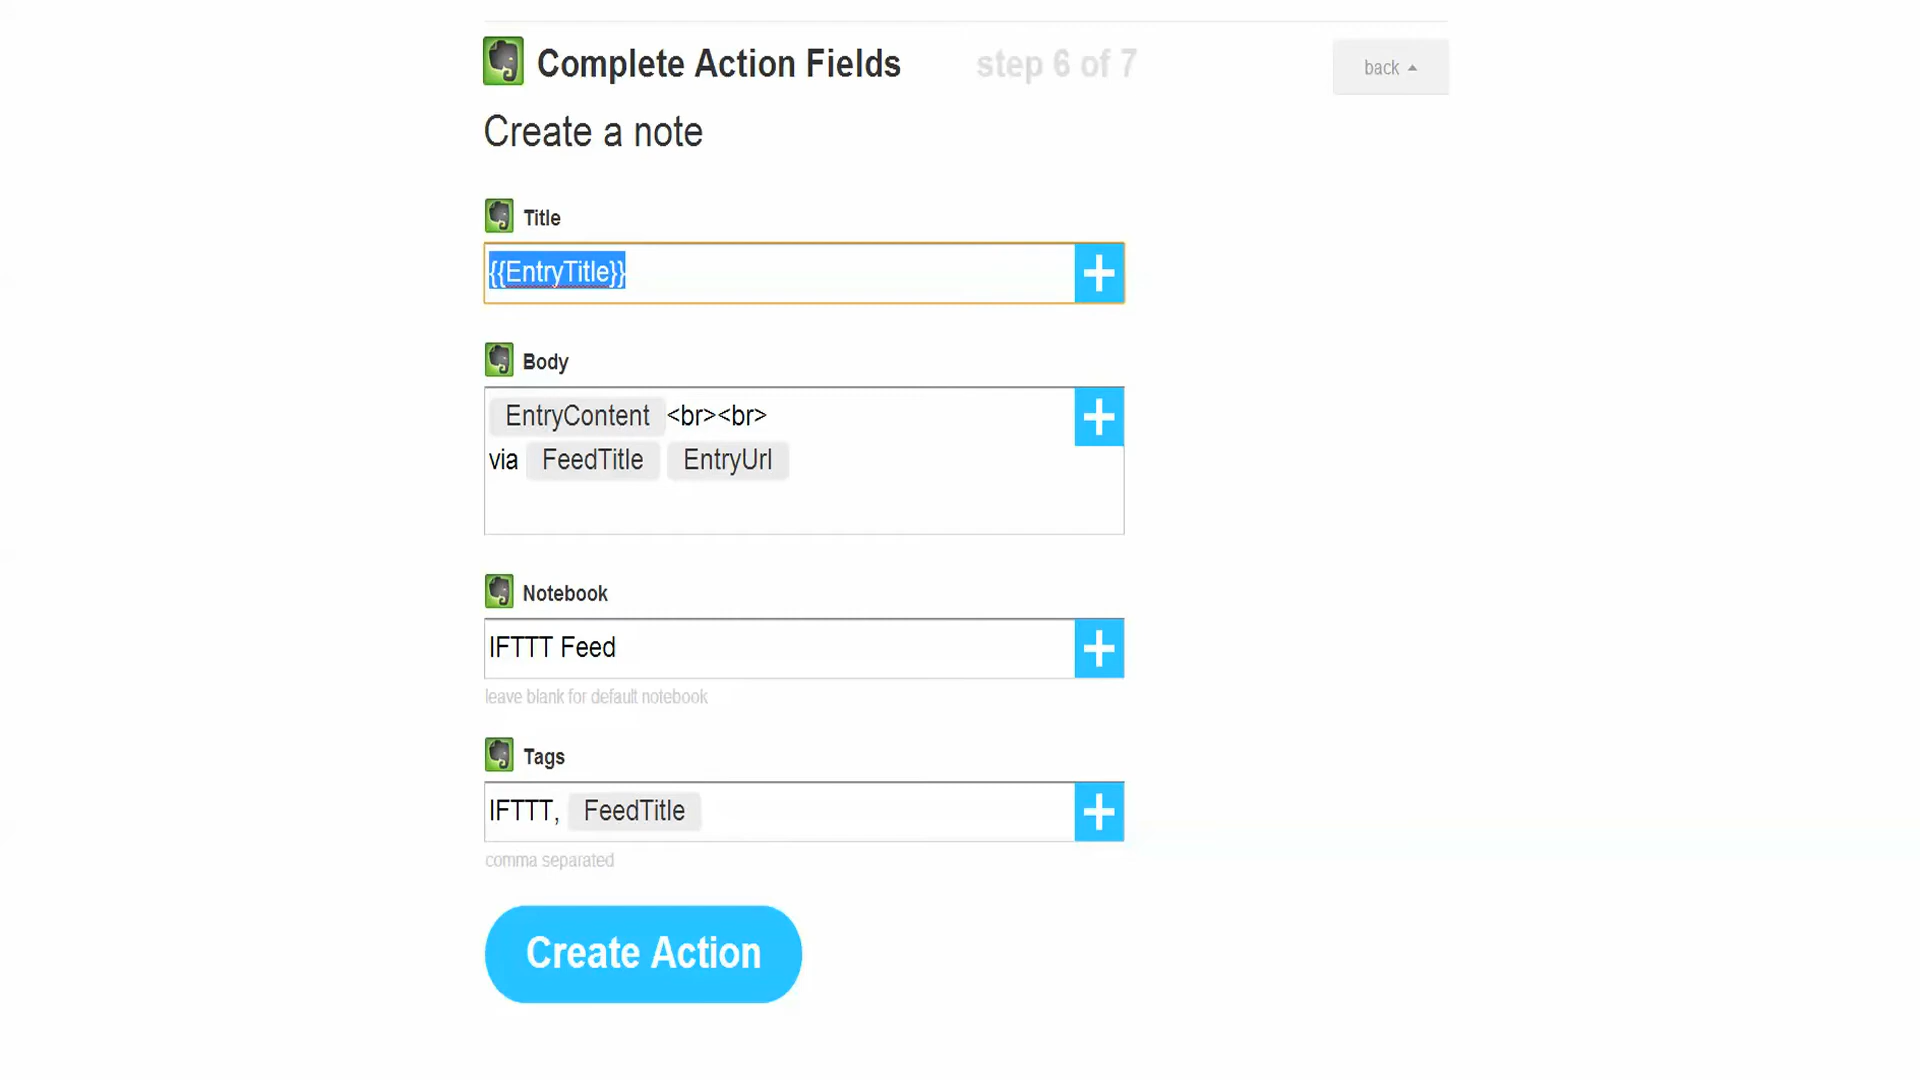 Complete Action Fields step 6 of 7 back
Create a note
Title
{{EntryTitle}}
Body
EntryContent <br><br>
via FeedTitle EntryUrl
Notebook
IFTTT Feed
leave blank for default notebook
Tags
IFTTT, FeedTitle
comma separated
Create Action